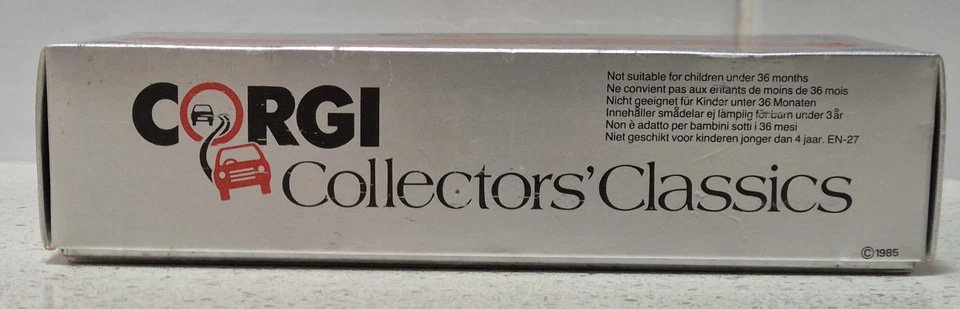 CORGI
Collectors' Classics
Not suitable for children under 36 months
Ne convient pas aux enfants de moins de 36 mois
Nicht geeignet für Kinder unter 36 Monaten
Innehåller smådelar ej lämplig för barn under 3 år
Non è adatto per bambini sotti i 36 mesi
Niet geschikt voor kinderen jonger dan 4 jaar. EN-27
©1985